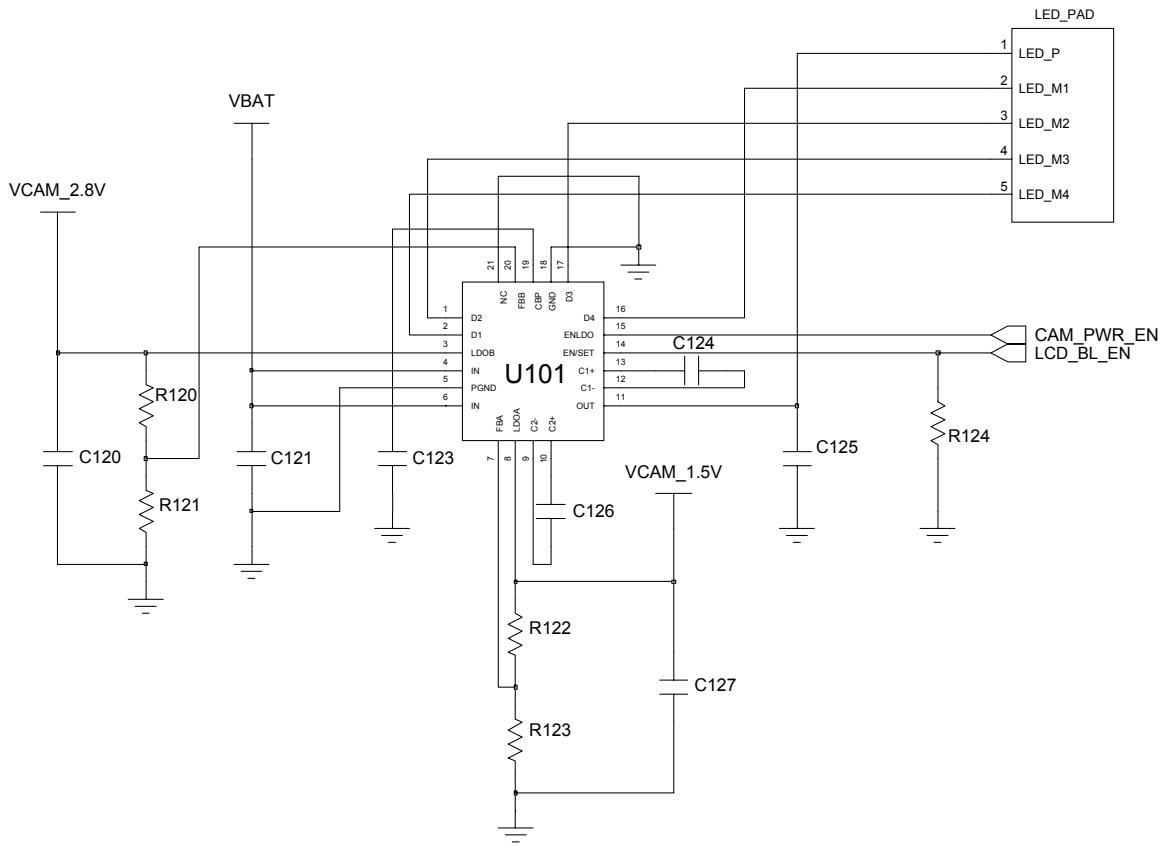 LED_PAD
1 LED_P
2 LED_M1
3 LED_M2
4 LED_M3
5 LED_M4
VBAT
VCAM_2.8V
21 20 19 18 17
NC FBB CBP GND D3
1 D2
2 D1
3 LDOB
4 IN
5 PGND
6 IN
U101
D4 16
ENLDO 15
EN/SET 14
C1+ 13
C1- 12
OUT 11
FBA LDOA C2- C2+
7 8 9 10
CAM_PWR_EN
LCD_BL_EN
C124
R120
R124
C120
C121
C123
C125
R121
VCAM_1.5V
C126
R122
C127
R123